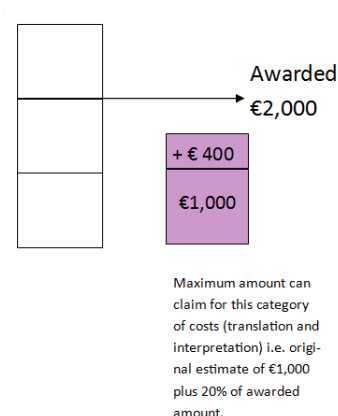 Awarded
€2,000
+ € 400
€1,000
Maximum amount can
claim for this category
of costs (translation and
interpretation) i.e. origi-
nal estimate of €1,000
plus 20% of awarded
amount.